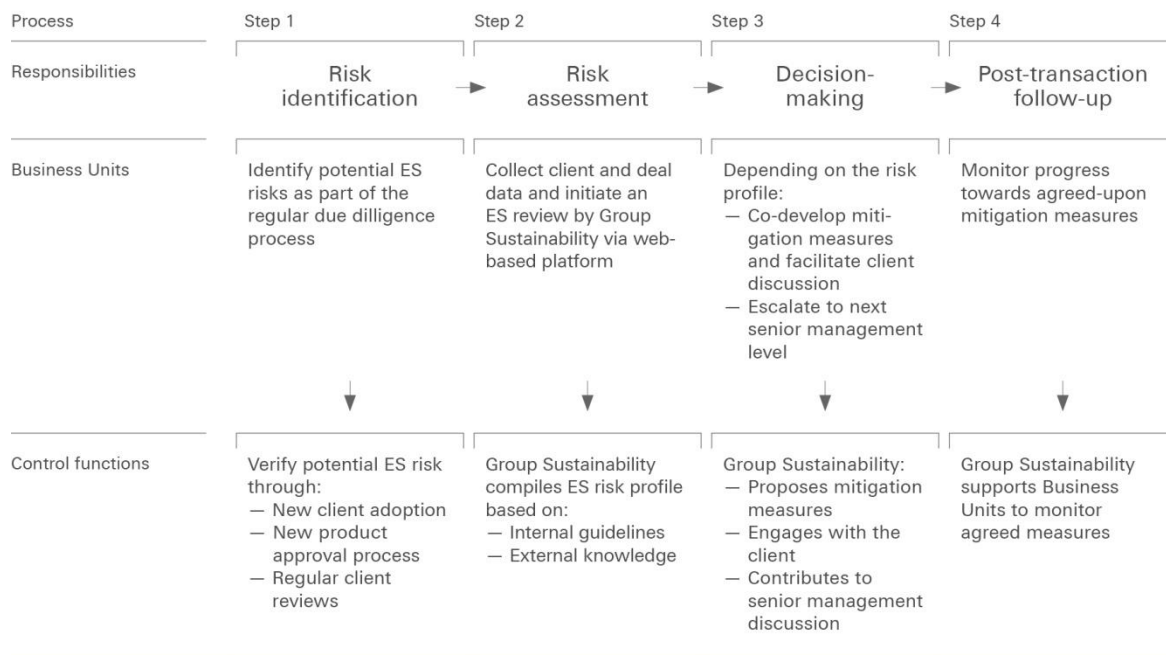 Process
Step 1
Step 2
Step 3
Step 4
Responsibilities
Risk
identification
Risk
assessment
Decision-
making
Post-transaction
follow-up
Business Units
Identify potential ES
risks as part of the
regular due dilligence
process
Collect client and deal
data and initiate an
ES review by Group
Sustainability via web-
based platform
Depending on the risk
profile:
— Co-develop miti-
gation measures
and facilitate client
discussion
— Escalate to next
senior management
level
Monitor progress
towards agreed-upon
mitigation measures
Control functions
Verify potential ES risk
through:
— New client adoption
— New product
approval process
— Regular client
reviews
Group Sustainability
compiles ES risk profile
based on:
— Internal guidelines
— External knowledge
Group Sustainability:
— Proposes mitigation
measures
— Engages with the
client
— Contributes to
senior management
discussion
Group Sustainability
supports Business
Units to monitor
agreed measures